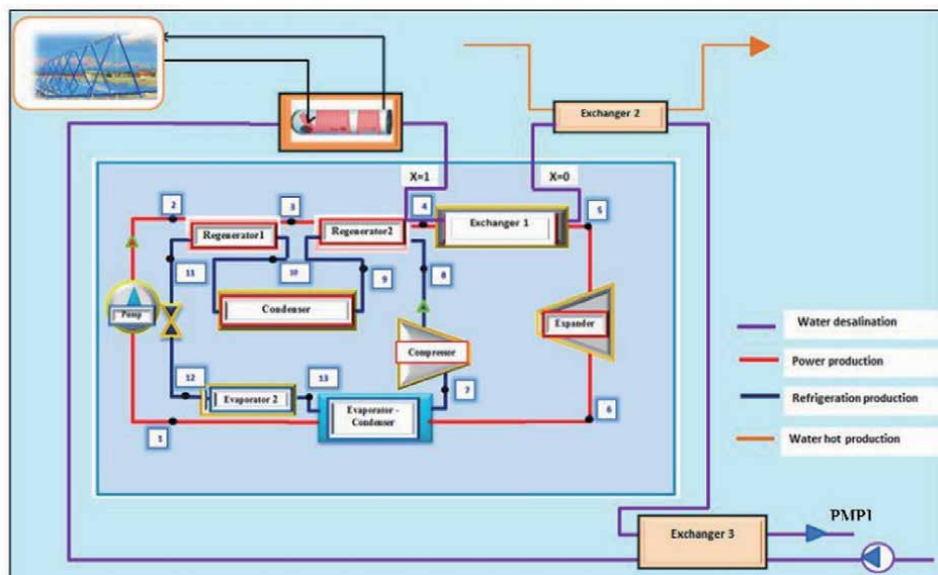 Exchanger 2
X=1
X=0
2
3
4
5
Regenerator1
Regenerator2
Exchanger 1
11
10
9
8
Pump
Condenser
Compressor
Expander
12
13
7
Evaporator 2
Evaporator -
Condenser
1
6
Water desalination
Power production
Refrigeration production
Water hot production
Exchanger 3
PMP1